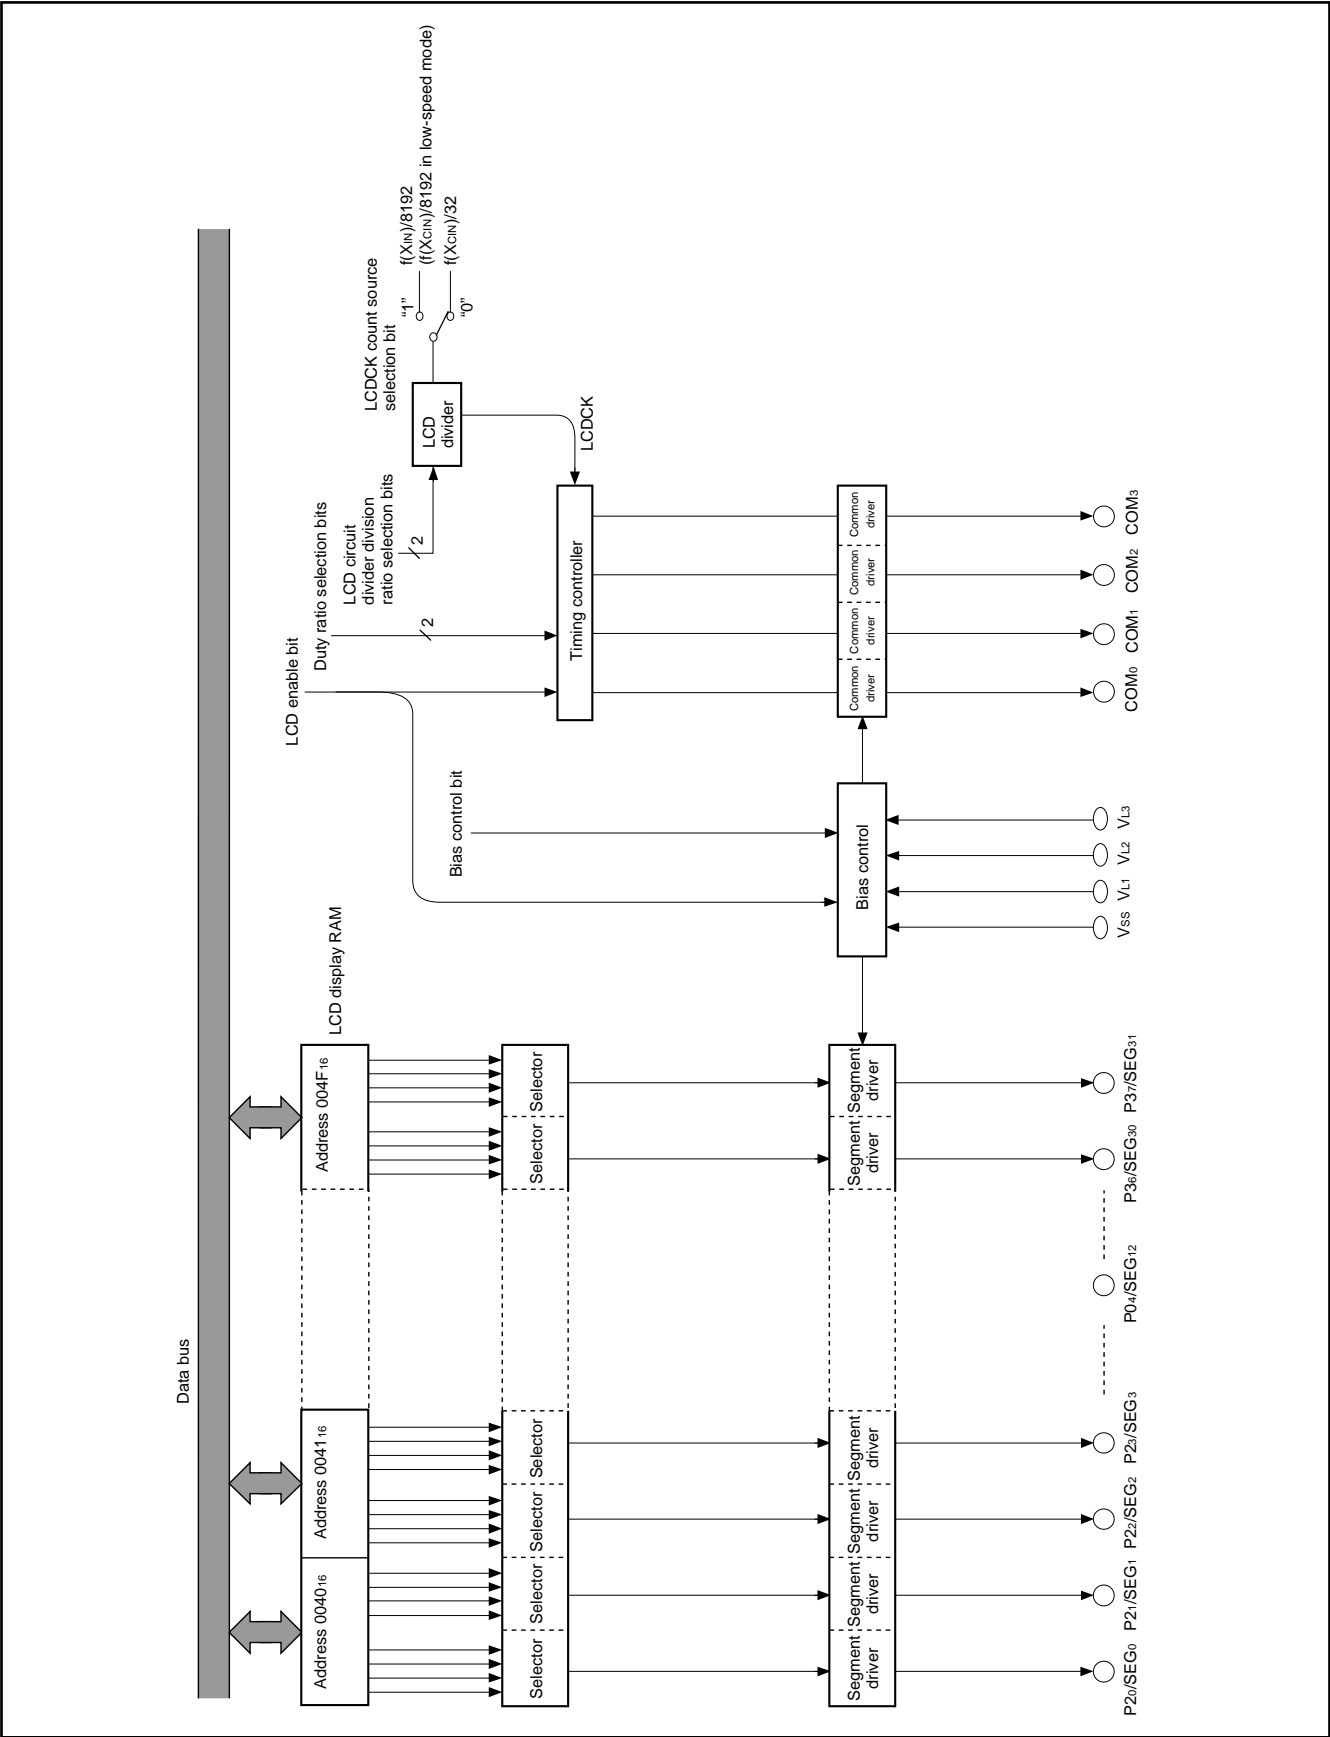 Data bus
Address 0040₁₆
Address 0041₁₆
Address 004F₁₆
LCD display RAM
LCD enable bit
Duty ratio selection bits
LCD circuit
divider division
ratio selection bits
LCDCK count source
selection bit
2
2
"1"
"0"
f(XIN)/8192
(f(XCIN)/8192 in low-speed mode)
f(XCIN)/32
LCD
divider
LCDCK
Bias control bit
Timing controller
Selector
Selector
Selector
Selector
Selector
Selector
Segment
driver
Segment
driver
Segment
driver
Segment
driver
Segment
driver
Segment
driver
Bias control
Common
driver
Common
driver
Common
driver
Common
driver
P2₀/SEG₀
P2₁/SEG₁
P2₂/SEG₂
P2₃/SEG₃
P0₄/SEG₁₂
P3₆/SEG₃₀
P3₇/SEG₃₁
VSS
VL1
VL2
VL3
COM₀
COM₁
COM₂
COM₃